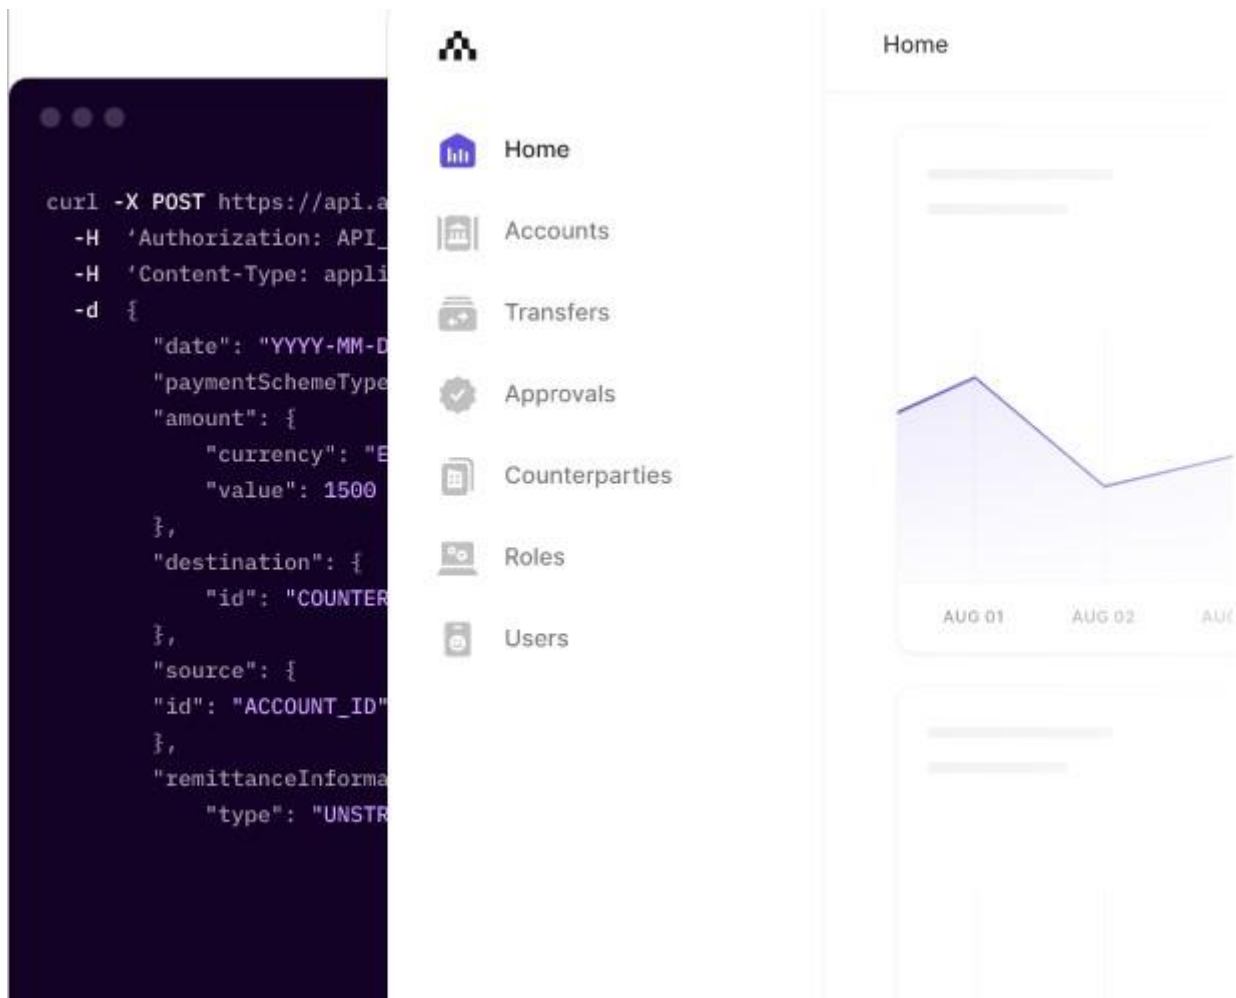 curl -X POST https://api.a
-H ‘Authorization: API_
-H ‘Content-Type: appli
-d {
"date": "YYYY-MM-D
"paymentSchemeType
"amount": {
"currency": "E
"value": 1500
},
"destination": {
"id": "COUNTER
},
"source": {
"id": "ACCOUNT_ID"
},
"remittanceInforma
"type": "UNSTR
Home
Accounts
Transfers
Approvals
Counterparties
Roles
Users
Home
AUG 01
AUG 02